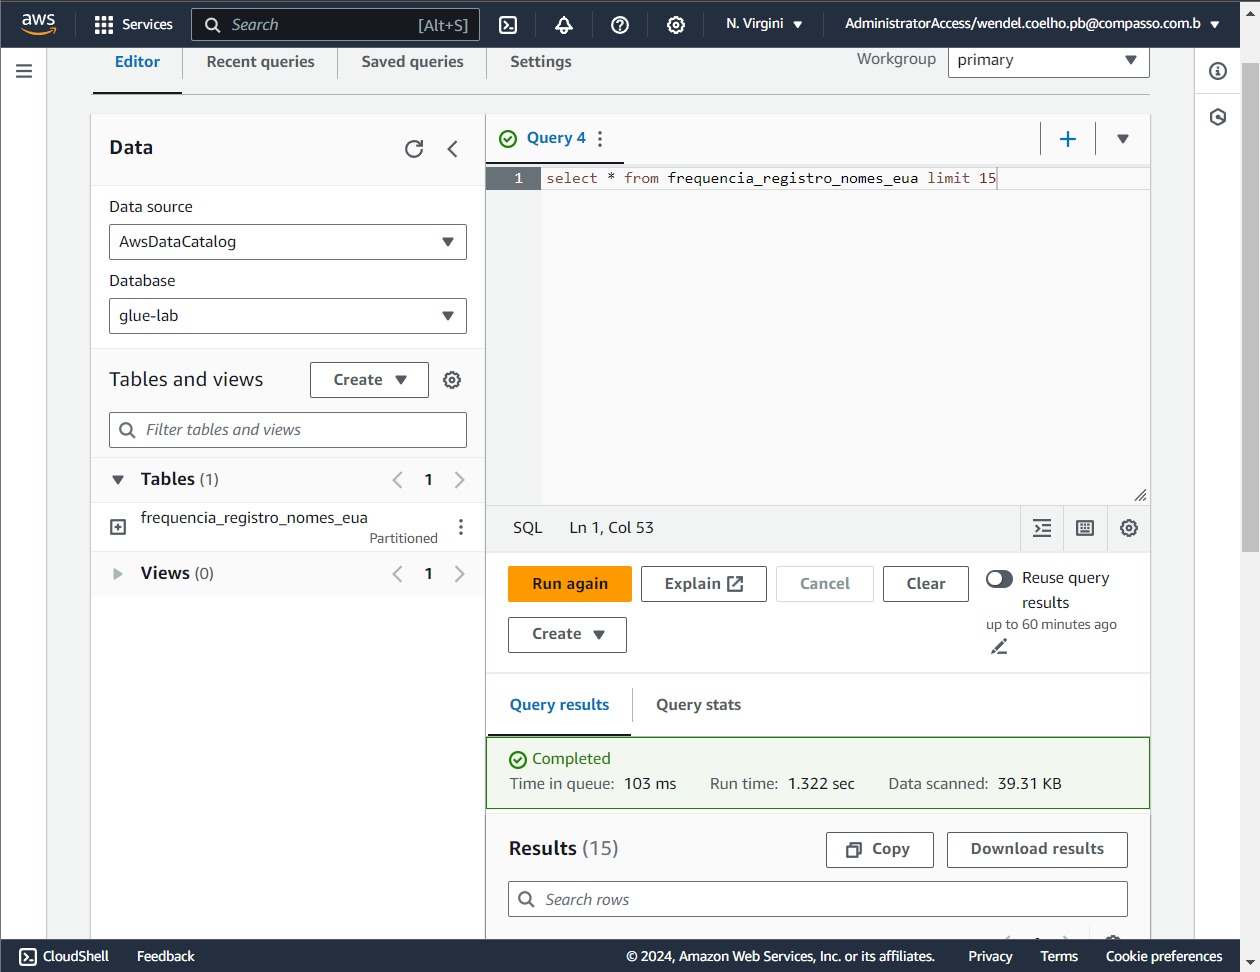 aws
Services
Search [Alt+S]
N. Virgini
AdministratorAccess/wendel.coelho.pb@compasso.com.b
Editor
Recent queries
Saved queries
Settings
Workgroup
primary
Data
Data source
AwsDataCatalog
Database
glue-lab
Tables and views
Create
Filter tables and views
Tables (1)
1
frequencia_registro_nomes_eua
Partitioned
Views (0)
1
Query 4
1 select * from frequencia_registro_nomes_eua limit 15
SQL Ln 1, Col 53
Run again
Explain
Cancel
Clear
Reuse query
results
up to 60 minutes ago
Create
Query results
Query stats
Completed
Time in queue: 103 ms Run time: 1.322 sec Data scanned: 39.31 KB
Results (15)
Copy
Download results
Search rows
CloudShell
Feedback
© 2024, Amazon Web Services, Inc. or its affiliates.
Privacy
Terms
Cookie preferences